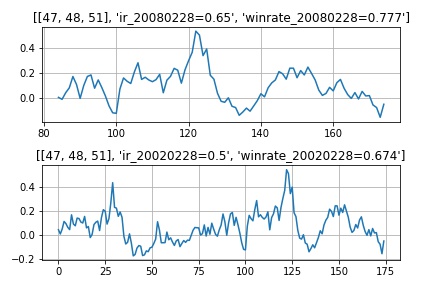 [[47, 48, 51], 'ir_20080228=0.65', 'winrate_20080228=0.777']
0.4
0.2
0.0
80 100 120 140 160
[[47, 48, 51], 'ir_20020228=0.5', 'winrate_20020228=0.674']
0.4
0.2
0.0
−0.2
0 25 50 75 100 125 150 175